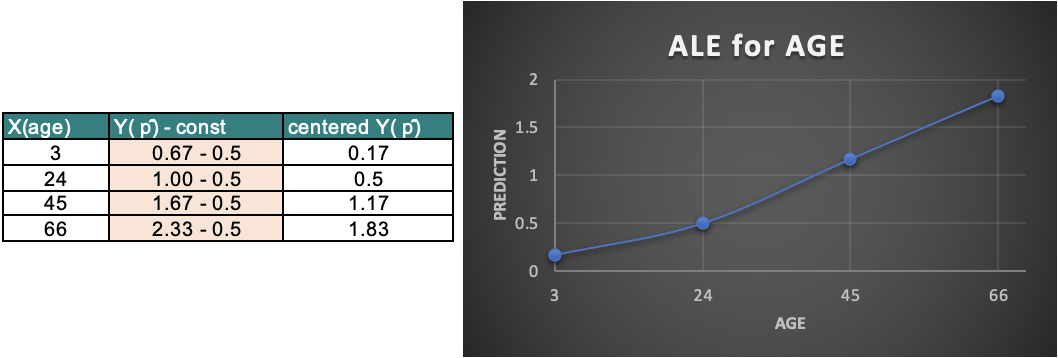 X(age) Y( p̂) - const centered Y( p̂)
3 0.67 - 0.5 0.17
24 1.00 - 0.5 0.5
45 1.67 - 0.5 1.17
66 2.33 - 0.5 1.83
ALE for AGE
PREDICTION
2
1.5
1
0.5
0
3 24 45 66
AGE